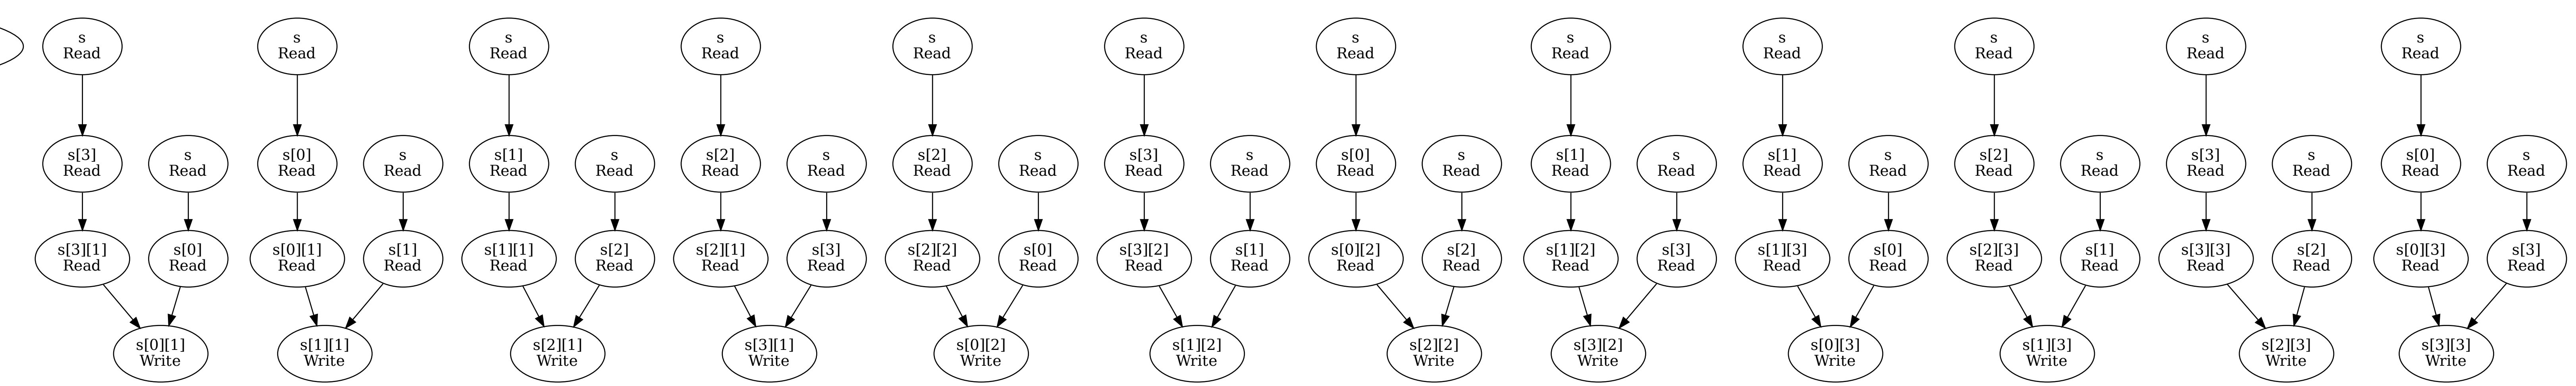 s
Read
s
Read
s
Read
s
Read
s
Read
s
Read
s
Read
s
Read
s
Read
s
Read
s
Read
s
Read
s[3]
Read
s
Read
s[0]
Read
s
Read
s[1]
Read
s
Read
s[2]
Read
s
Read
s[2]
Read
s
Read
s[3]
Read
s
Read
s[0]
Read
s
Read
s[1]
Read
s
Read
s[1]
Read
s
Read
s[2]
Read
s
Read
s[3]
Read
s
Read
s[0]
Read
s
Read
s[3][1]
Read
s[0]
Read
s[0][1]
Read
s[1]
Read
s[1][1]
Read
s[2]
Read
s[2][1]
Read
s[3]
Read
s[2][2]
Read
s[0]
Read
s[3][2]
Read
s[1]
Read
s[0][2]
Read
s[2]
Read
s[1][2]
Read
s[3]
Read
s[1][3]
Read
s[0]
Read
s[2][3]
Read
s[1]
Read
s[3][3]
Read
s[2]
Read
s[0][3]
Read
s[3]
Read
s[0][1]
Write
s[1][1]
Write
s[2][1]
Write
s[3][1]
Write
s[0][2]
Write
s[1][2]
Write
s[2][2]
Write
s[3][2]
Write
s[0][3]
Write
s[1][3]
Write
s[2][3]
Write
s[3][3]
Write